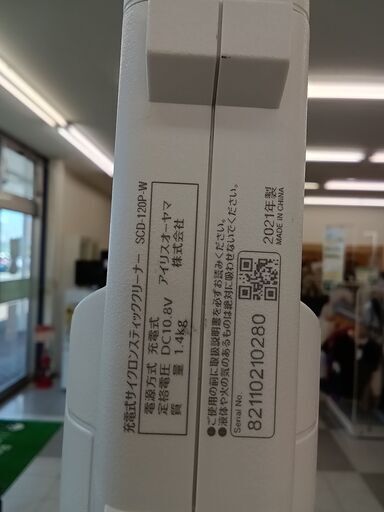 充電式サイクロンスティッククリーナー SCD-120P-W
電源方式 充電式 アイリスオーヤマ
定格電圧 DC10.8V 株式会社
質量 1.4kg
●ご使用の前に取扱説明書を必ずお読みください。
●液体や火の気のあるものは絶対に吸わせないでください。
Serial No.
82110210280
2021年製
MADE IN CHINA